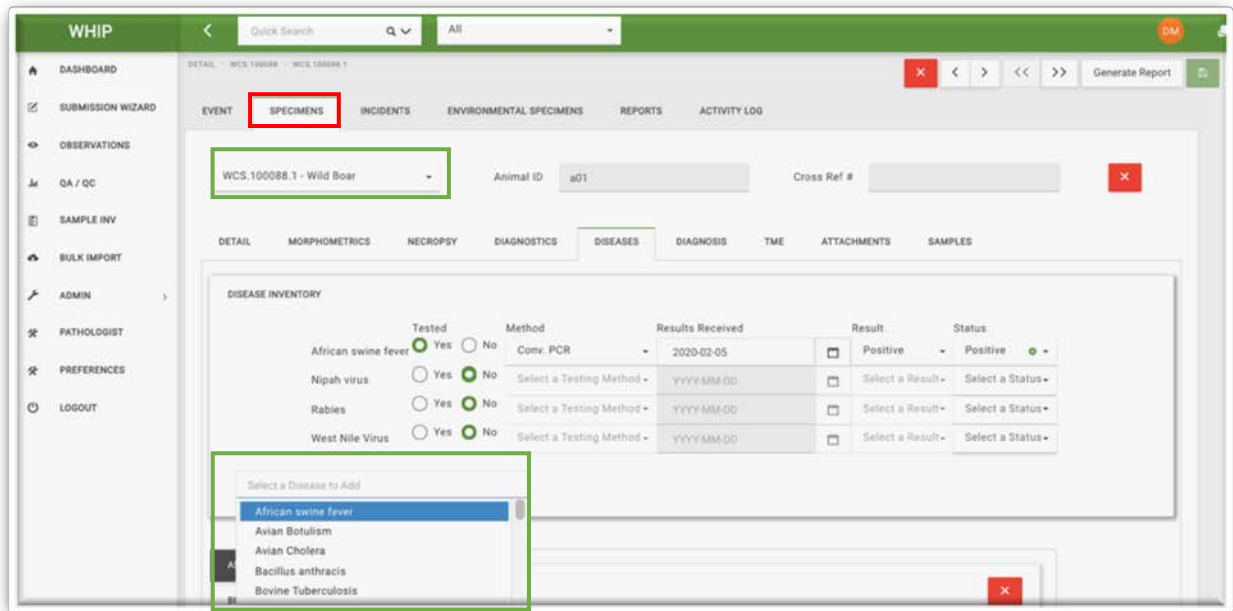 WHIP
Quick Search
All
DM
DASHBOARD
SUBMISSION WIZARD
OBSERVATIONS
QA / QC
SAMPLE INV
BULK IMPORT
ADMIN
PATHOLOGIST
PREFERENCES
LOGOUT
DETAIL WCS 100088 WCS.100088.1
Generate Report
EVENT SPECIMENS INCIDENTS ENVIRONMENTAL SPECIMENS REPORTS ACTIVITY LOG
WCS.100088.1 - Wild Boar Animal ID a01 Cross Ref #
DETAIL MORPHOMETRICS NECROPSY DIAGNOSTICS DISEASES DIAGNOSIS TME ATTACHMENTS SAMPLES
DISEASE INVENTORY
Tested Method Results Received Result Status
African swine fever Yes No Conv. PCR 2020-02-05 Positive Positive
Nipah virus Yes No Select a Testing Method YYYY-MM-DD Select a Result Select a Status
Rabies Yes No Select a Testing Method YYYY-MM-DD Select a Result Select a Status
West Nile Virus Yes No Select a Testing Method YYYY-MM-DD Select a Result Select a Status
Select a Disease to Add
African swine fever
Avian Botulism
Avian Cholera
Bacillus anthracis
Bovine Tuberculosis